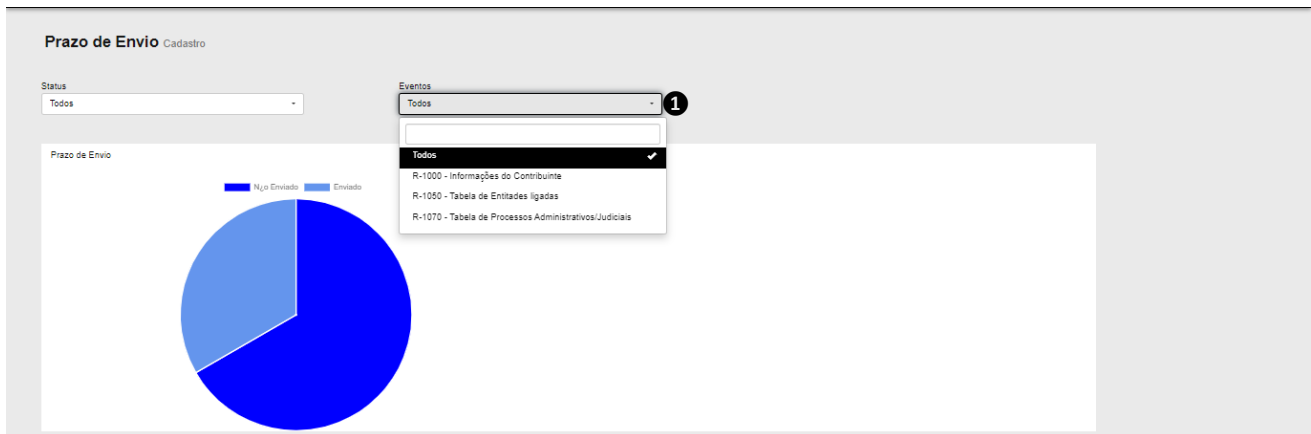 Prazo de Envio Cadastro
Status
Eventos
Todos
Todos
1
Todos
R-1000 - Informações do Contribuinte
R-1050 - Tabela de Entitades ligadas
R-1070 - Tabela de Processos Administrativos/Judiciais
Prazo de Envio
N¿o Enviado Enviado